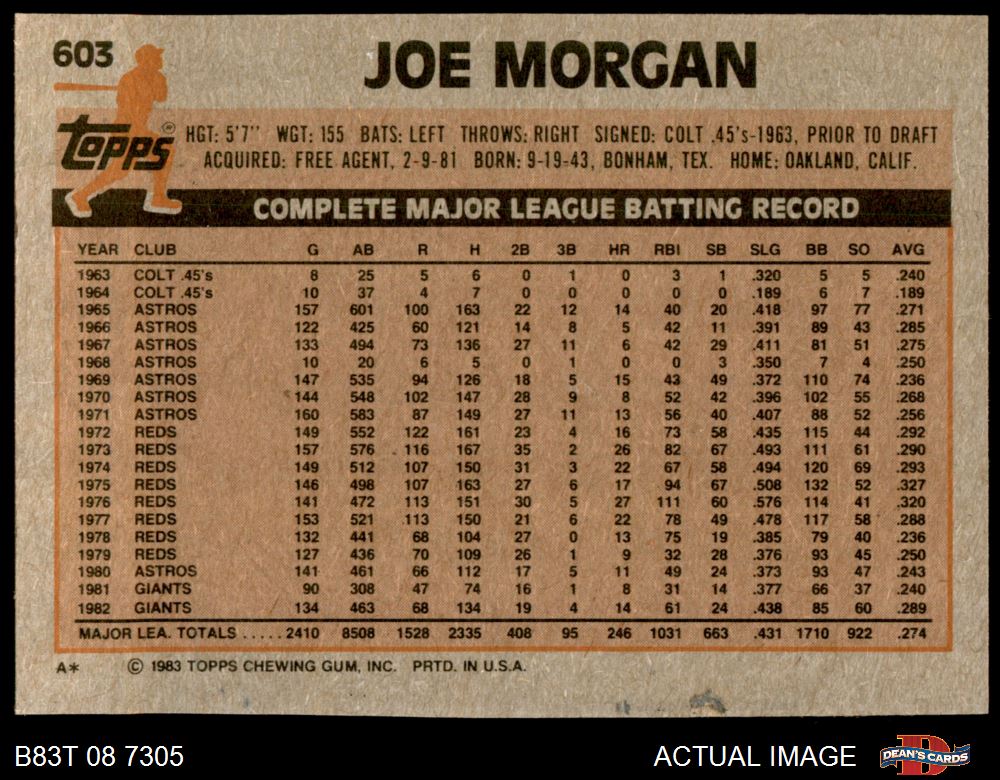 603
JOE MORGAN
topps®
HGT: 5'7" WGT: 155 BATS: LEFT THROWS: RIGHT SIGNED: COLT .45's-1963, PRIOR TO DRAFT
ACQUIRED: FREE AGENT, 2-9-81 BORN: 9-19-43, BONHAM, TEX. HOME: OAKLAND, CALIF.
COMPLETE MAJOR LEAGUE BATTING RECORD
YEAR CLUB G AB R H 2B 3B HR RBI SB SLG BB SO AVG
1963 COLT .45's 8 25 5 6 0 1 0 3 1 .320 5 5 .240
1964 COLT .45's 10 37 4 7 0 0 0 0 0 .189 6 7 .189
1965 ASTROS 157 601 100 163 22 12 14 40 20 .418 97 77 .271
1966 ASTROS 122 425 60 121 14 8 5 42 11 .391 89 43 .285
1967 ASTROS 133 494 73 136 27 11 6 42 29 .411 81 51 .275
1968 ASTROS 10 20 6 5 0 1 0 0 3 .350 7 4 .250
1969 ASTROS 147 535 94 126 18 5 15 43 49 .372 110 74 .236
1970 ASTROS 144 548 102 147 28 9 8 52 42 .396 102 55 .268
1971 ASTROS 160 583 87 149 27 11 13 56 40 .407 88 52 .256
1972 REDS 149 552 122 161 23 4 16 73 58 .435 115 44 .292
1973 REDS 157 576 116 167 35 2 26 82 67 .493 111 61 .290
1974 REDS 149 512 107 150 31 3 22 67 58 .494 120 69 .293
1975 REDS 146 498 107 163 27 6 17 94 67 .508 132 52 .327
1976 REDS 141 472 113 151 30 5 27 111 60 .576 114 41 .320
1977 REDS 153 521 113 150 21 6 22 78 49 .478 117 58 .288
1978 REDS 132 441 68 104 27 0 13 75 19 .385 79 40 .236
1979 REDS 127 436 70 109 26 1 9 32 28 .376 93 45 .250
1980 ASTROS 141 461 66 112 17 5 11 49 24 .373 93 47 .243
1981 GIANTS 90 308 47 74 16 1 8 31 14 .377 66 37 .240
1982 GIANTS 134 463 68 134 19 4 14 61 24 .438 85 60 .289
MAJOR LEA. TOTALS ..... 2410 8508 1528 2335 408 95 246 1031 663 .431 1710 922 .274
A* © 1983 TOPPS CHEWING GUM, INC. PRTD. IN U.S.A.
B83T 08 7305 ACTUAL IMAGE DEAN'S CARDS